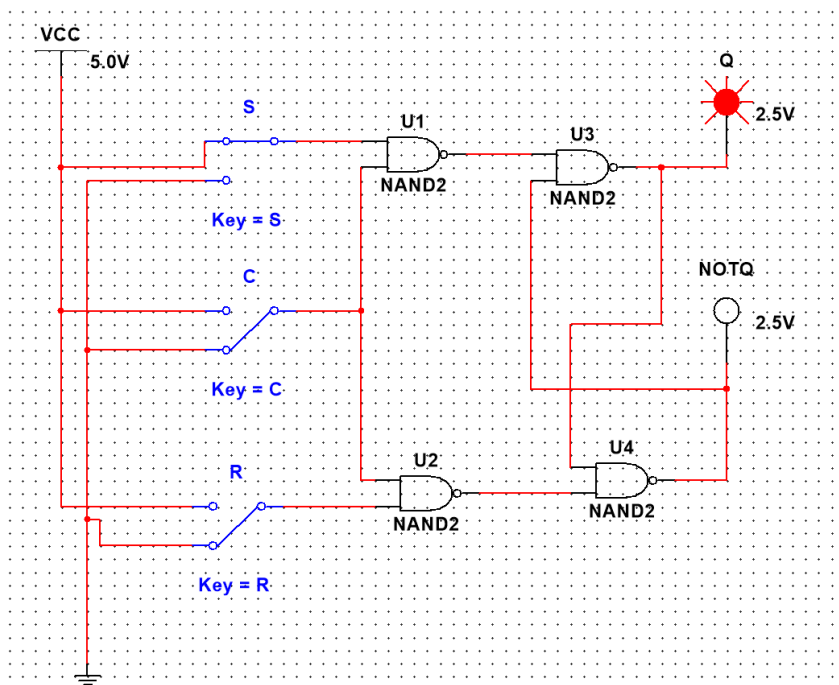 VCC
5.0V
Q
2.5V
S
U1
U3
NAND2
NAND2
Key = S
C
NOTQ
2.5V
Key = C
R
U2
U4
NAND2
NAND2
Key = R